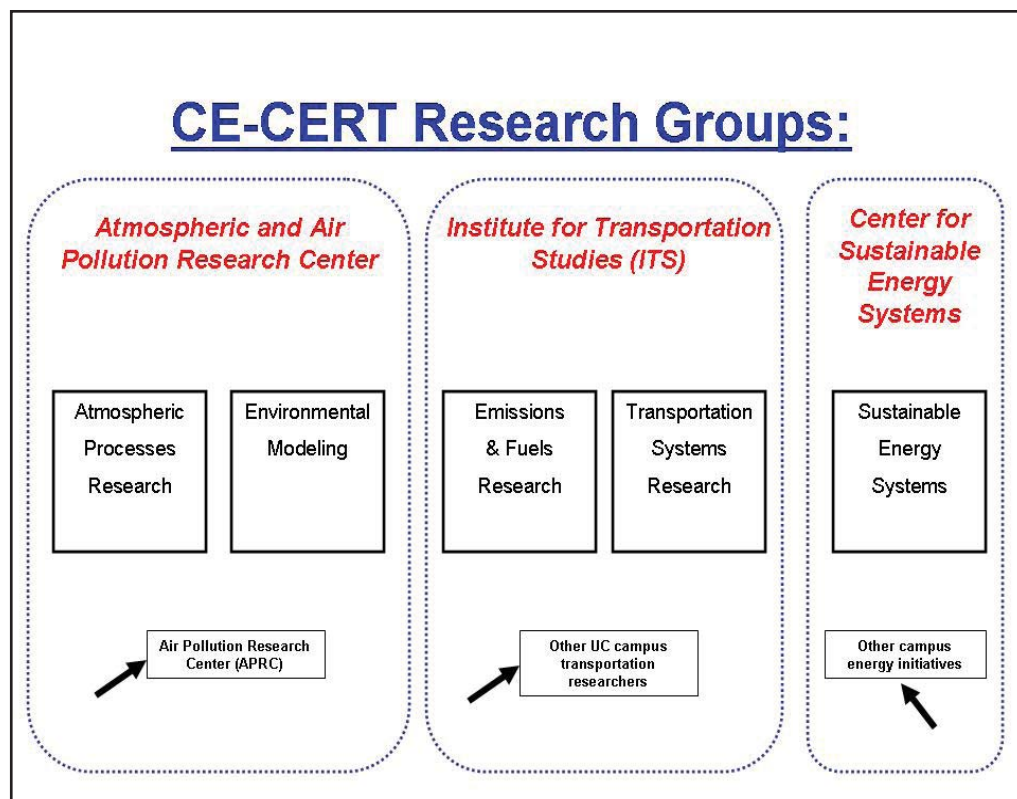 CE-CERT Research Groups:
Atmospheric and Air
Pollution Research Center
Atmospheric
Processes
Research
Environmental
Modeling
Air Pollution Research
Center (APRC)
Institute for Transportation
Studies (ITS)
Emissions
& Fuels
Research
Transportation
Systems
Research
Other UC campus
transportation
researchers
Center for
Sustainable
Energy
Systems
Sustainable
Energy
Systems
Other campus
energy initiatives